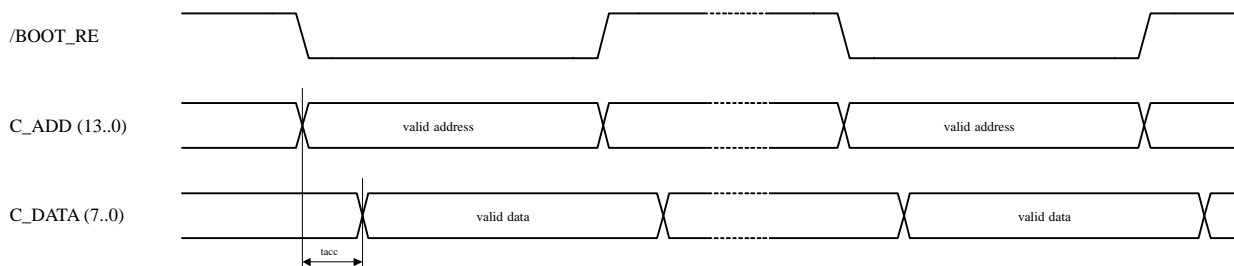 /BOOT_RE
C_ADD (13..0)
valid address
valid address
C_DATA (7..0)
valid data
valid data
tacc